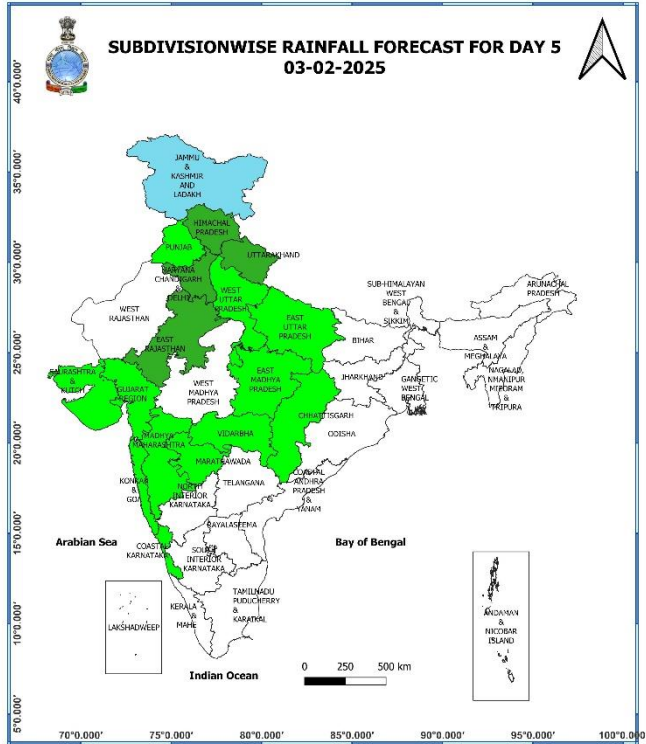 SUBDIVISIONWISE RAINFALL FORECAST FOR DAY 5
03-02-2025
40°0.000'
35°0.000'
30°0.000'
25°0.000'
20°0.000'
15°0.000'
10°0.000'
5°0.000'
JAMMU
&
KASHMIR
AND
LADAKH
HIMACHAL
PRADESH
PUNJAB
UTTARAKHAND
HARYANA
CHANDIGARH
&
DELHI
WEST
UTTAR
PRADESH
WEST
RAJASTHAN
EAST
RAJASTHAN
EAST
UTTAR
PRADESH
SUB-HIMALAYAN
WEST
BENGAL
&
SIKKIM
ARUNACHAL
PRADESH
ASSAM
&
MEGHALAYA
NAGALAD,
NMANIPUR
MIZORAM
&
TRIPURA
BIHAR
JHARKHAND
GANGETIC
WEST
BENGAL
SAURASHTRA
&
KUTCH
GUJARAT
REGION
WEST
MADHYA
PRADESH
EAST
MADHYA
PRADESH
CHHATTISGARH
ODISHA
MADHYA
MAHARASHTRA
VIDARBHA
MARATHAWADA
KONKAN
&
GOA
NORTH
INTERIOR
KARNATAKA
TELANGANA
COASTAL
ANDHRA
PRADESH
&
YANAM
RAYALASEEMA
Arabian Sea
COASTAL
KARNATAKA
SOUTH
INTERIOR
KARNATAKA
Bay of Bengal
LAKSHADWEEP
KERALA
&
MAHE
TAMILNADU
PUDUCHERRY
&
KARAIKAL
ANDAMAN
&
NICOBAR
ISLAND
Indian Ocean
0 250 500 km
70°0.000' 75°0.000' 80°0.000' 85°0.000' 90°0.000' 95°0.000' 100°0.000'